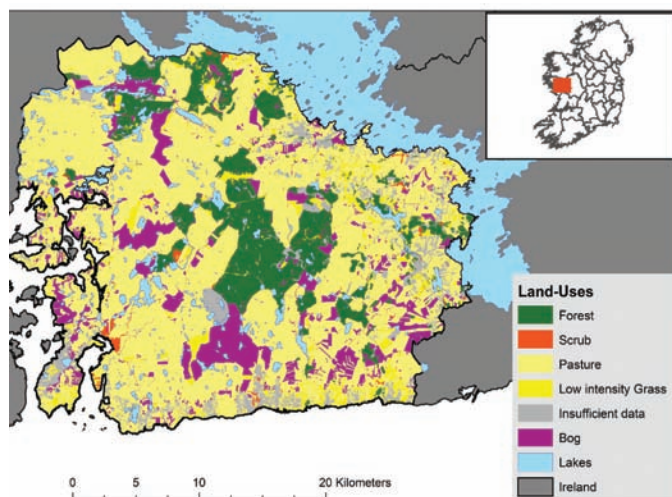 Land-Uses
Forest
Scrub
Pasture
Low intensity Grass
Insufficient data
Bog
Lakes
Ireland
0 5 10 20 Kilometers